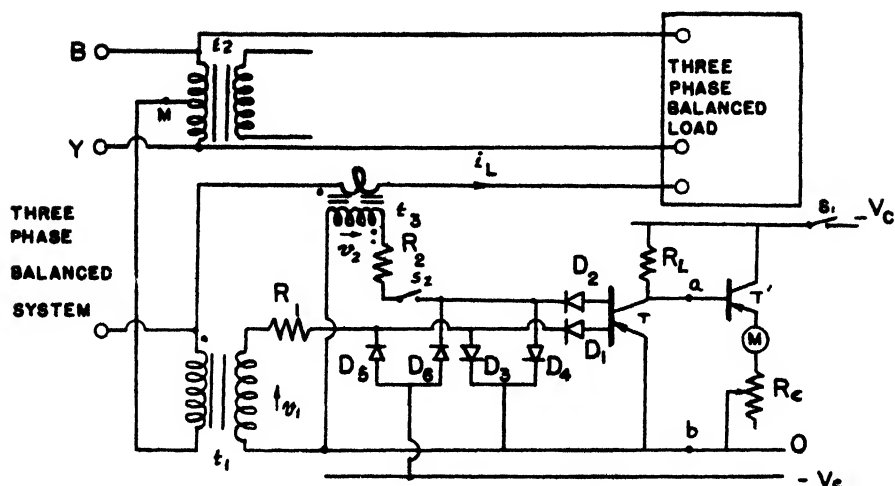 B
t2
M
Y
THREE
PHASE
BALANCED
LOAD
iL
t3
v2
R2
S2
THREE
PHASE
BALANCED
SYSTEM
R1
v1
t1
D2
D1
D5
D6
D3
D4
T
RL
a
S1
-Vc
T'
M
Re
b
O
- Ve